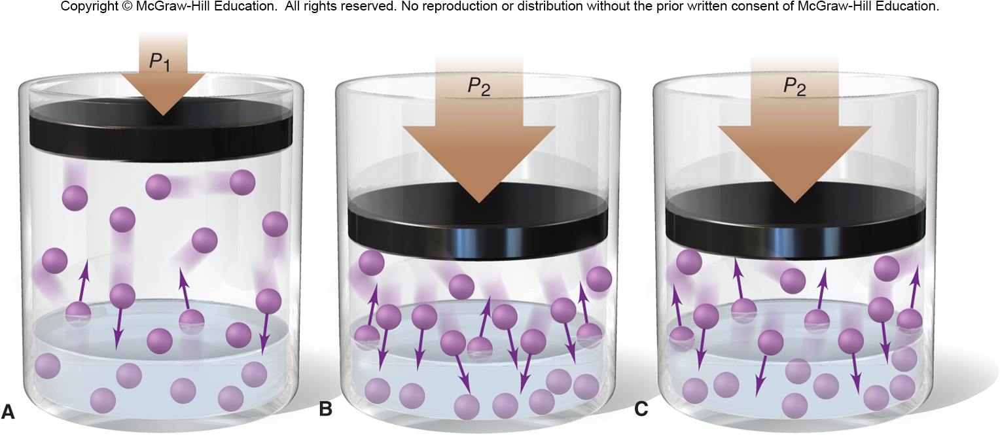 Copyright © McGraw-Hill Education.  All rights reserved. No reproduction or distribution without the prior written consent of McGraw-Hill Education.
P1
P2
P2
A
B
C